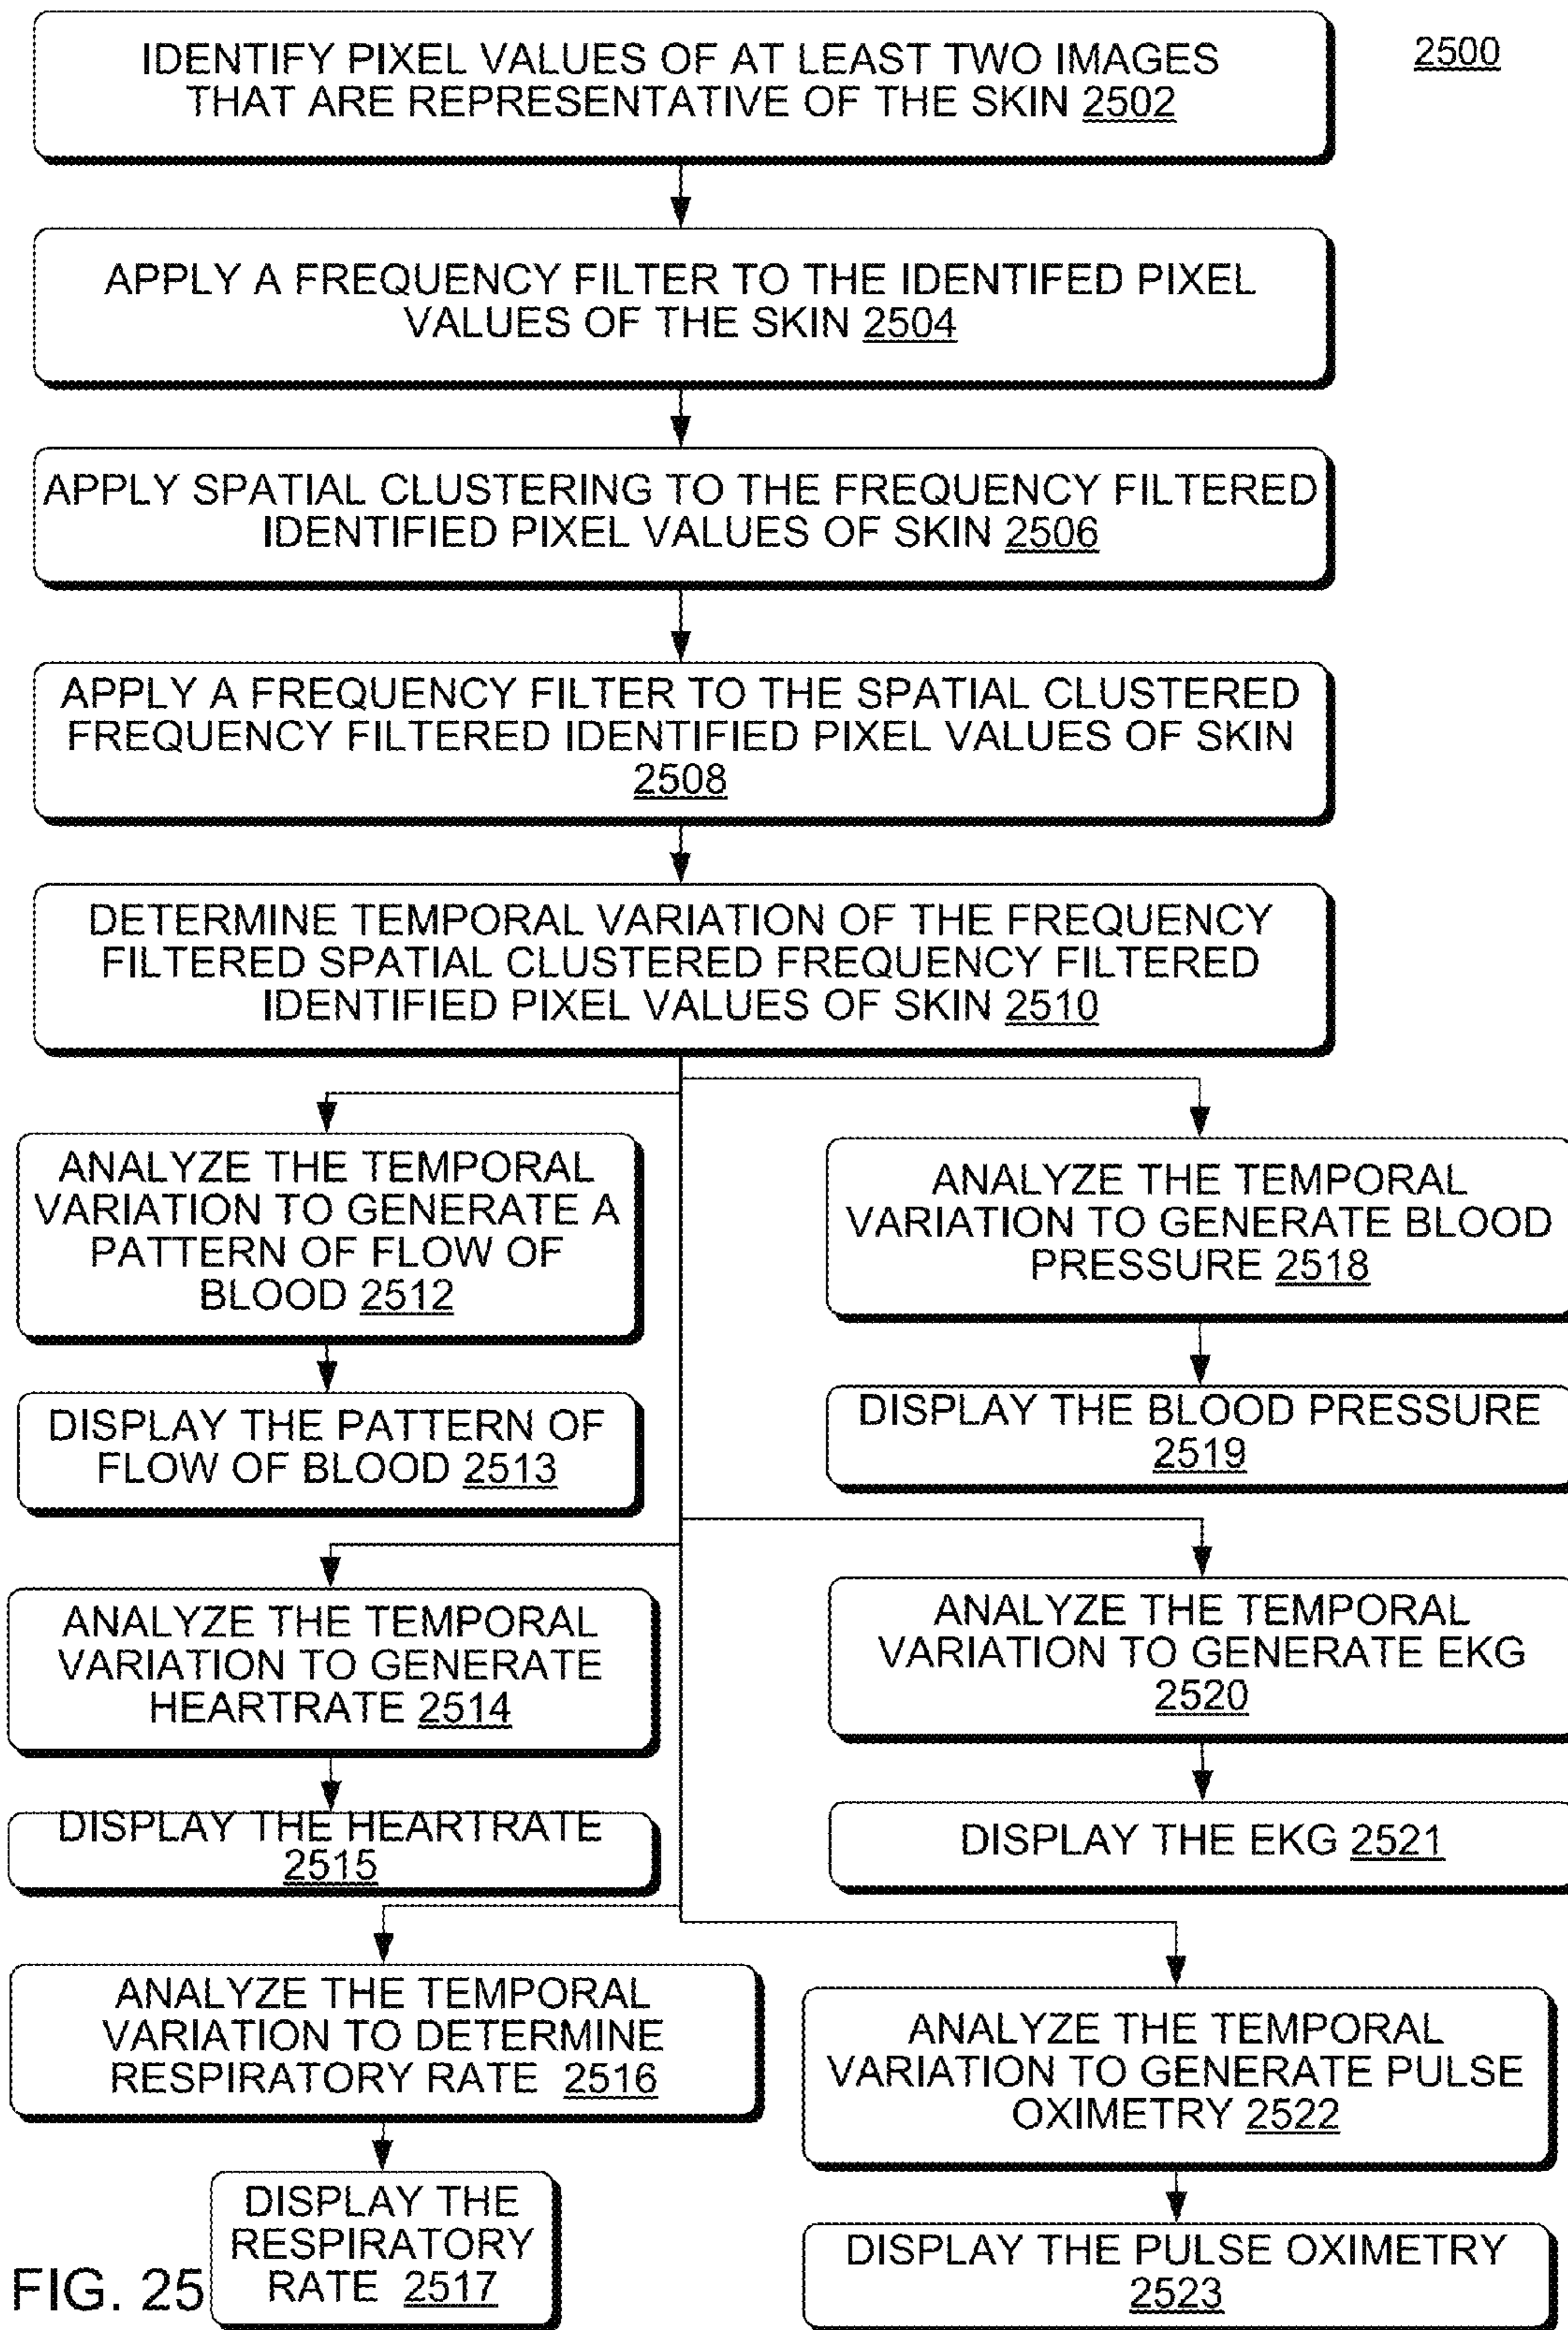 2500
IDENTIFY PIXEL VALUES OF AT LEAST TWO IMAGES
THAT ARE REPRESENTATIVE OF THE SKIN 2502
APPLY A FREQUENCY FILTER TO THE IDENTIFED PIXEL
VALUES OF THE SKIN 2504
APPLY SPATIAL CLUSTERING TO THE FREQUENCY FILTERED
IDENTIFIED PIXEL VALUES OF SKIN 2506
APPLY A FREQUENCY FILTER TO THE SPATIAL CLUSTERED
FREQUENCY FILTERED IDENTIFIED PIXEL VALUES OF SKIN
2508
DETERMINE TEMPORAL VARIATION OF THE FREQUENCY
FILTERED SPATIAL CLUSTERED FREQUENCY FILTERED
IDENTIFIED PIXEL VALUES OF SKIN 2510
ANALYZE THE TEMPORAL
VARIATION TO GENERATE A
PATTERN OF FLOW OF
BLOOD 2512
DISPLAY THE PATTERN OF
FLOW OF BLOOD 2513
ANALYZE THE TEMPORAL
VARIATION TO GENERATE BLOOD
PRESSURE 2518
DISPLAY THE BLOOD PRESSURE
2519
ANALYZE THE TEMPORAL
VARIATION TO GENERATE
HEARTRATE 2514
DISPLAY THE HEARTRATE
2515
ANALYZE THE TEMPORAL
VARIATION TO GENERATE EKG
2520
DISPLAY THE EKG 2521
ANALYZE THE TEMPORAL
VARIATION TO DETERMINE
RESPIRATORY RATE 2516
DISPLAY THE
RESPIRATORY
RATE 2517
ANALYZE THE TEMPORAL
VARIATION TO GENERATE PULSE
OXIMETRY 2522
DISPLAY THE PULSE OXIMETRY
2523
FIG. 25